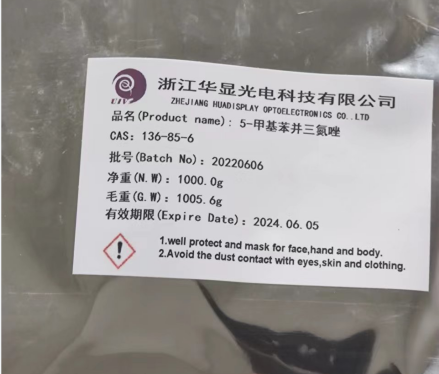 浙江华显光电科技有限公司
ZHEJIANG HUADISPLAY OPTOELECTRONICS CO.,LTD
品名(Product name): 5-甲基苯并三氮唑
CAS: 136-85-6
批号(Batch No): 20220606
净重(N.W): 1000.0g
毛重(G.W): 1005.6g
有效期限(Expire Date): 2024.06.05
1.well protect and mask for face,hand and body.
2.Avoid the dust contact with eyes,skin and clothing.